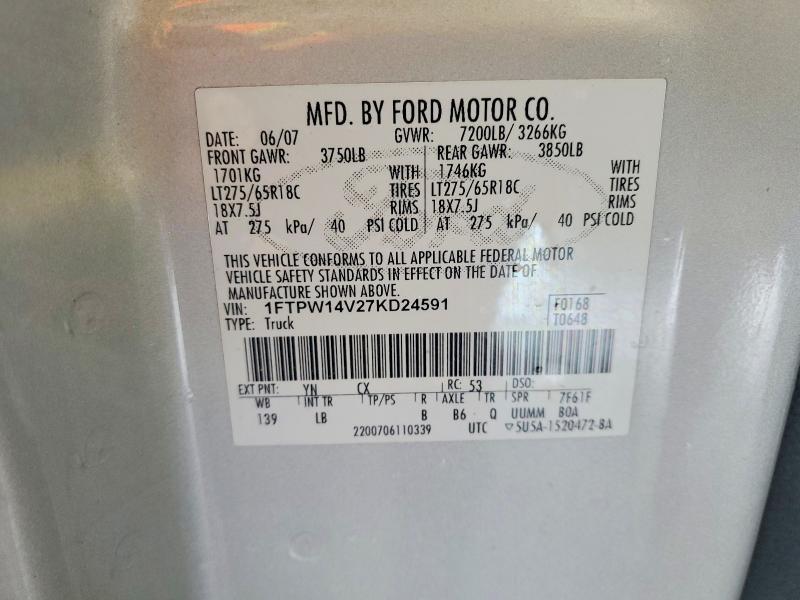 MFD. BY FORD MOTOR CO.
DATE: 06/07 GVWR: 7200LB/ 3266KG
FRONT GAWR: 3750LB REAR GAWR: 3850LB
1701KG WITH 1746KG WITH
LT275/65R18C TIRES LT275/65R18C TIRES
18X7.5J RIMS 18X7.5J RIMS
AT 275 kPa/ 40 PSI COLD AT 275 kPa/ 40 PSI COLD
THIS VEHICLE CONFORMS TO ALL APPLICABLE FEDERAL MOTOR
VEHICLE SAFETY STANDARDS IN EFFECT ON THE DATE OF
MANUFACTURE SHOWN ABOVE.
VIN: 1FTPW14V27KD24591 F0168
TYPE: Truck T0648
EXT PNT: YN CX RC: 53 DSO:
WB INT TR TP/PS R AXLE TR SPR 7F61F
139 LB B B6 Q UUMM BOA
2200706110339 UTC ▽5U5A-1520472-BA